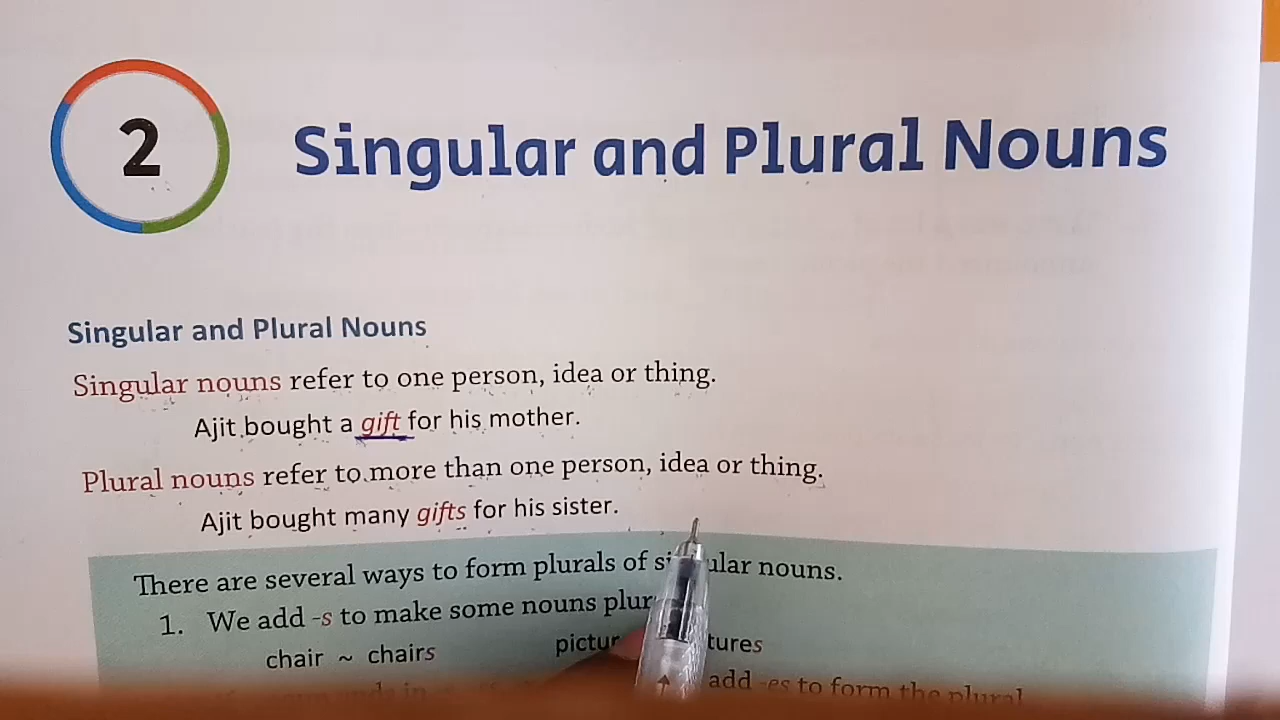 2
Singular and Plural Nouns
Singular and Plural Nouns
Singular nouns refer to one person, idea or thing.
Ajit bought a gift for his mother.
Plural nouns refer to more than one person, idea or thing.
Ajit bought many gifts for his sister.
There are several ways to form plurals of nouns.
1. We add -s to make some nouns
chair ~ chairs
add -es to form the plural